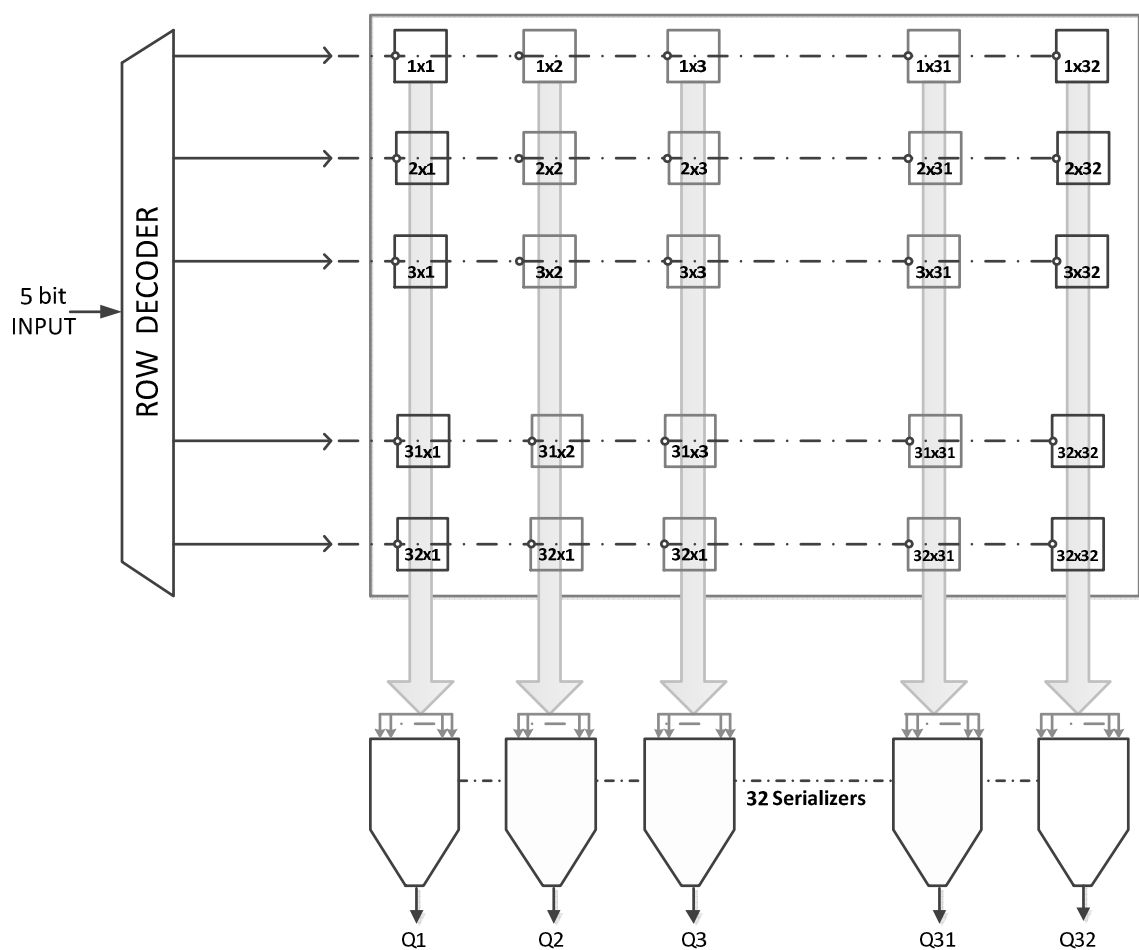 1x1 1x2 1x3 1x31 1x32
2x1 2x2 2x3 2x31 2x32
3x1 3x2 3x3 3x31 3x32
5 bit
INPUT
ROW DECODER
31x1 31x2 31x3 31x31 32x32
32x1 32x1 32x1 32x31 32x32
32 Serializers
Q1 Q2 Q3 Q31 Q32